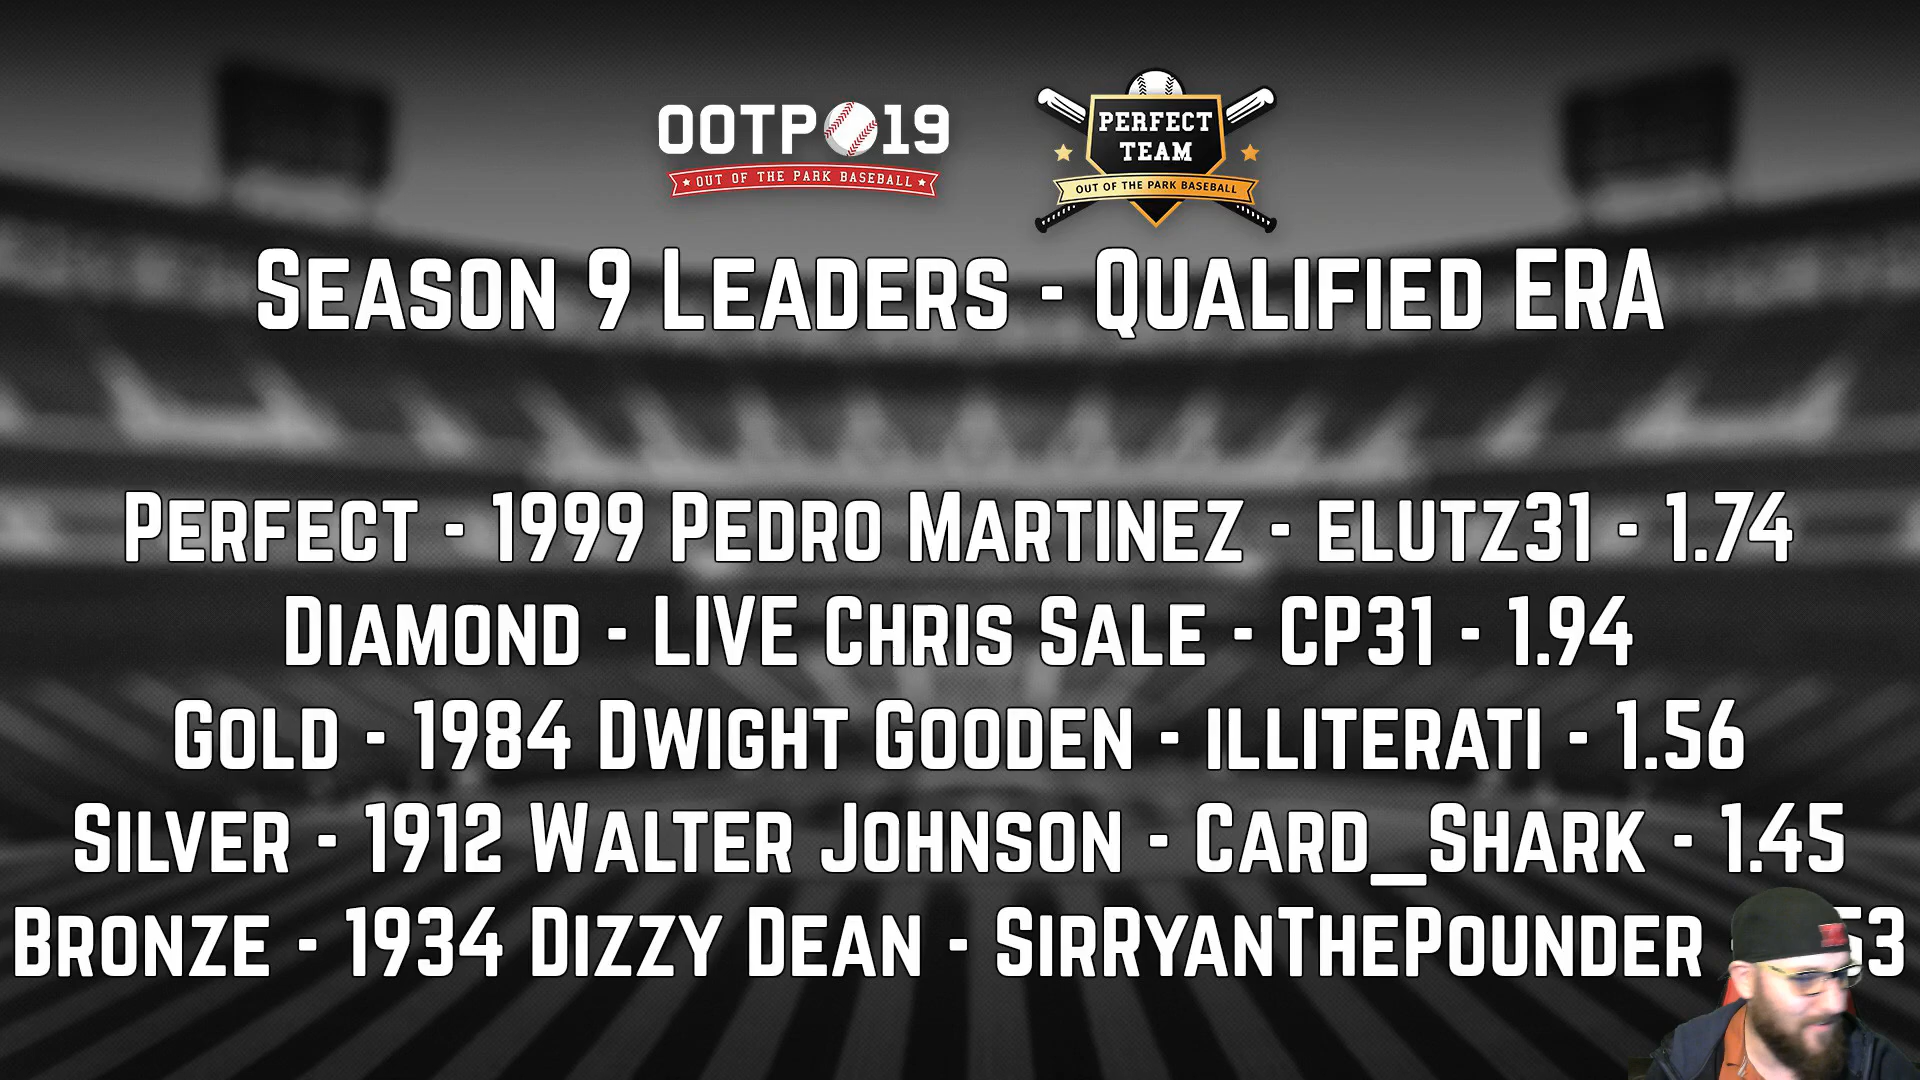 OOTP 19
OUT OF THE PARK BASEBALL
PERFECT
TEAM
OUT OF THE PARK BASEBALL
Season 9 Leaders - Qualified ERA
Perfect - 1999 Pedro Martinez - elutz31 - 1.74
Diamond - LIVE Chris Sale - CP31 - 1.94
Gold - 1984 Dwight Gooden - illiterati - 1.56
Silver - 1912 Walter Johnson - Card_Shark - 1.45
Bronze - 1934 Dizzy Dean - SirRyanThePounder